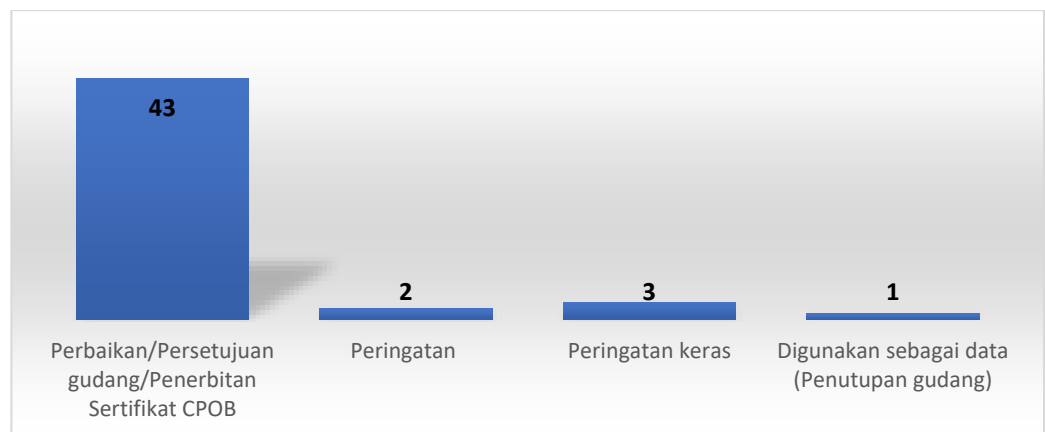 43
2
3
1
Perbaikan/Persetujuan
gudang/Penerbitan
Sertifikat CPOB
Peringatan
Peringatan keras
Digunakan sebagai data
(Penutupan gudang)